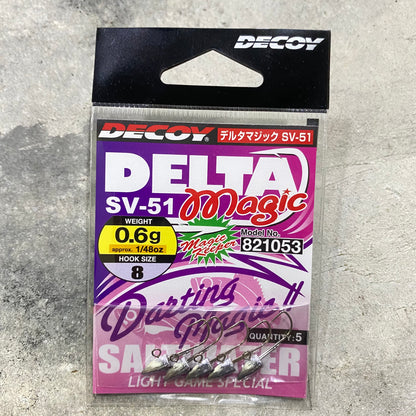 DECOY
DECOY® デルタマジック SV-51
DELTA
SV-51 Magic
WEIGHT
0.6g
approx. 1/48oz
HOOK SIZE
8
Magic Keeper
Model No.
821053
Darting
Magic !!
QUANTITY:5
LIGHT GAME SPECIAL